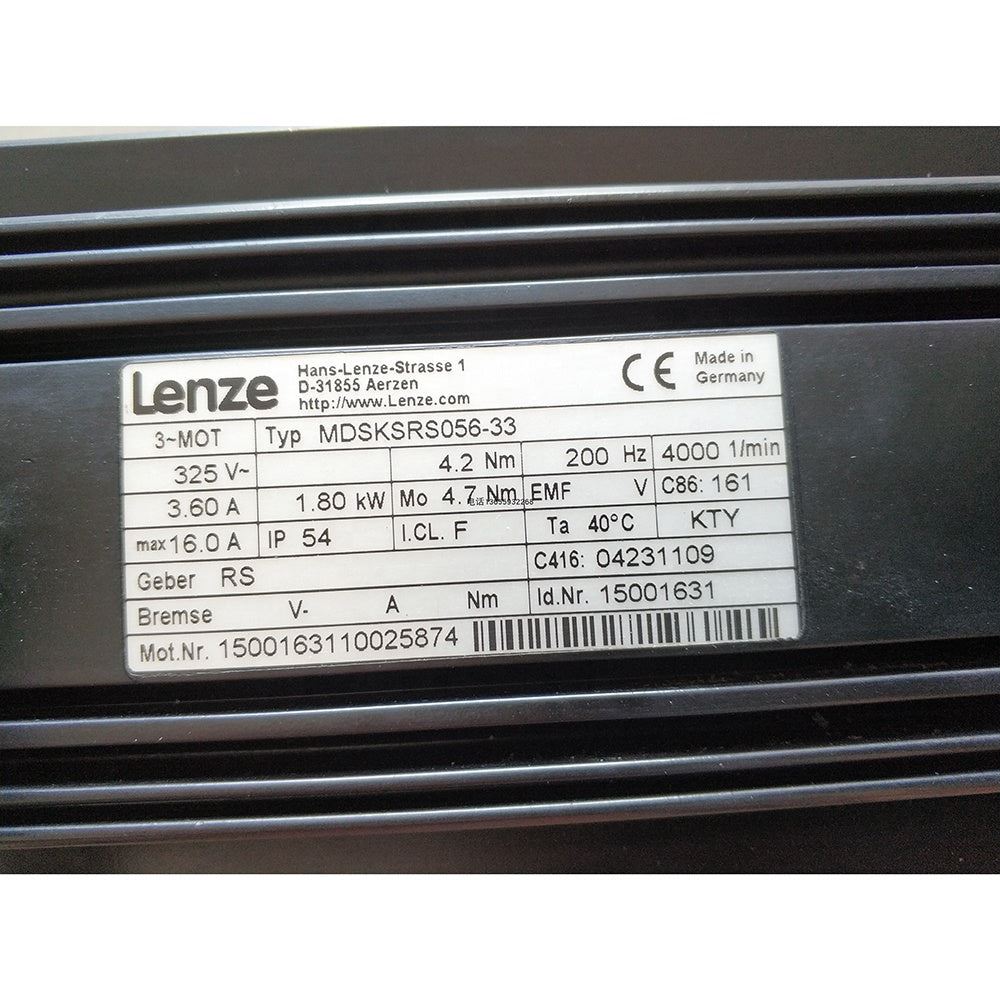 Lenze
Hans-Lenze-Strasse 1
D-31855 Aerzen
http://www.Lenze.com
CE
Made in
Germany
3~MOT Typ MDSKSRS056-33
325 V~ 4.2 Nm 200 Hz 4000 1/min
3.60 A 1.80 kW Mo 4.7 Nm EMF V C86: 161
max 16.0 A IP 54 I.CL. F Ta 40°C KTY
Geber RS C416: 04231109
Bremse V- A Nm Id.Nr. 15001631
Mot.Nr. 1500163110025874